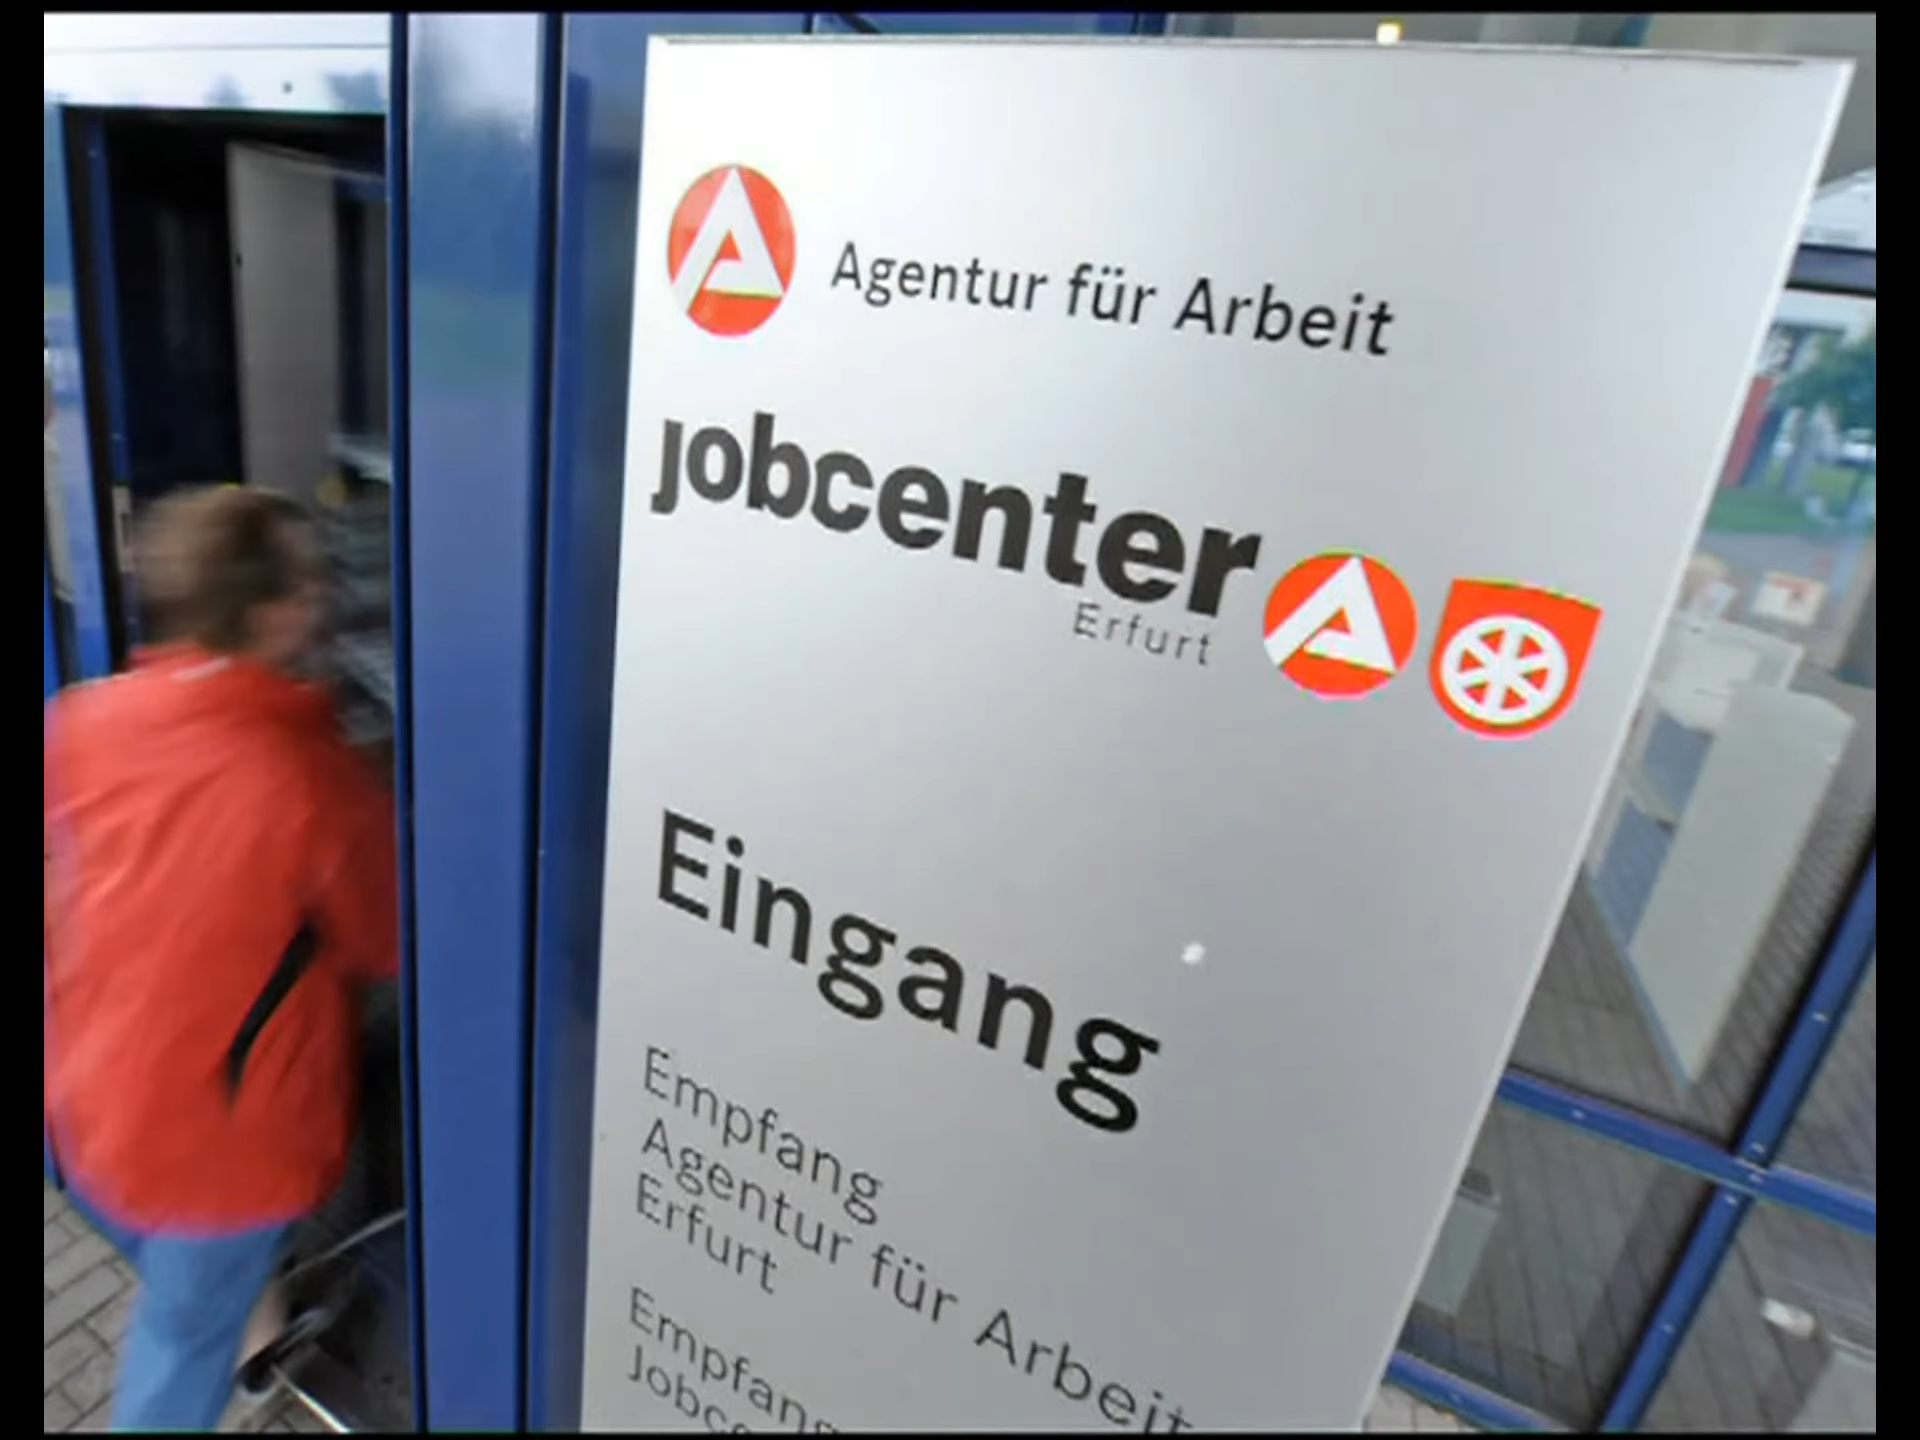 Agentur für Arbeit
jobcenter
Erfurt
Eingang
Empfang
Agentur für Arbeit
Erfurt
Empfang